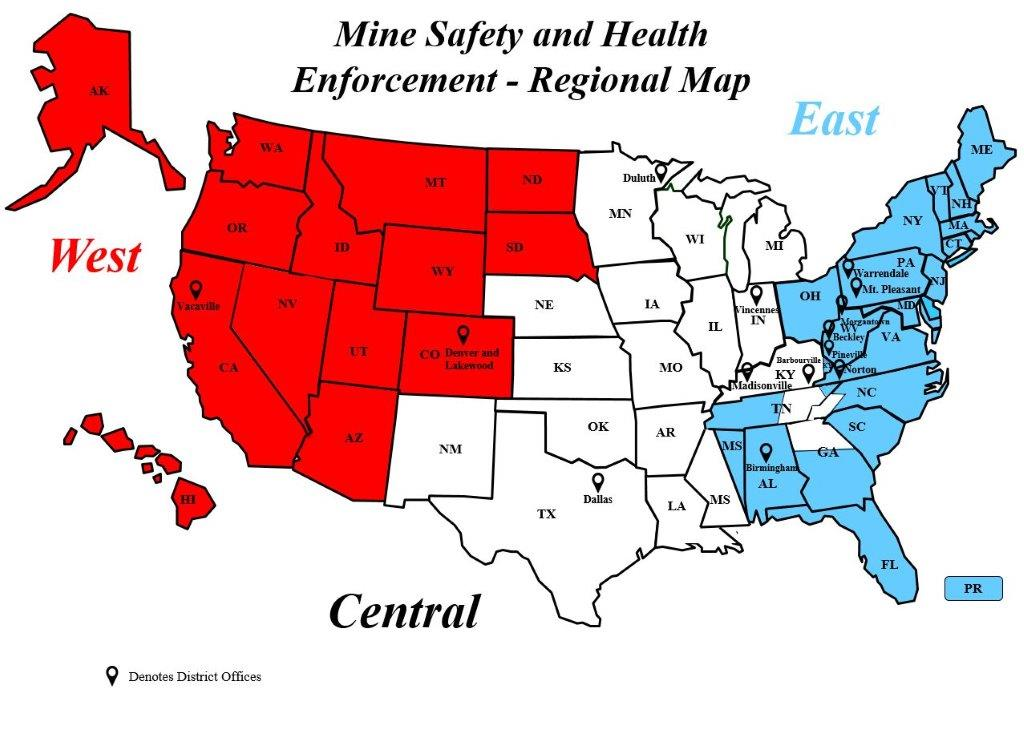 Mine Safety and Health
Enforcement - Regional Map
East
West
Central
AK
WA
MT
ND
OR
ID
SD
WY
Vacaville
NV
CA
UT
CO
Denver and
Lakewood
AZ
HI
Duluth
MN
WI
MI
NE
IA
IL
Vincennes
IN
KS
MO
Madisonville
Barbourville
KY
NM
OK
AR
TX
Dallas
LA
MS
MS
TN
Birmingham
AL
GA
FL
SC
NC
VA
Norton
Pineville
Beckley
WV
Morgantown
OH
Mt. Pleasant
Warrendale
PA
MD
NJ
NY
CT
MA
NH
VT
ME
PR
Denotes District Offices